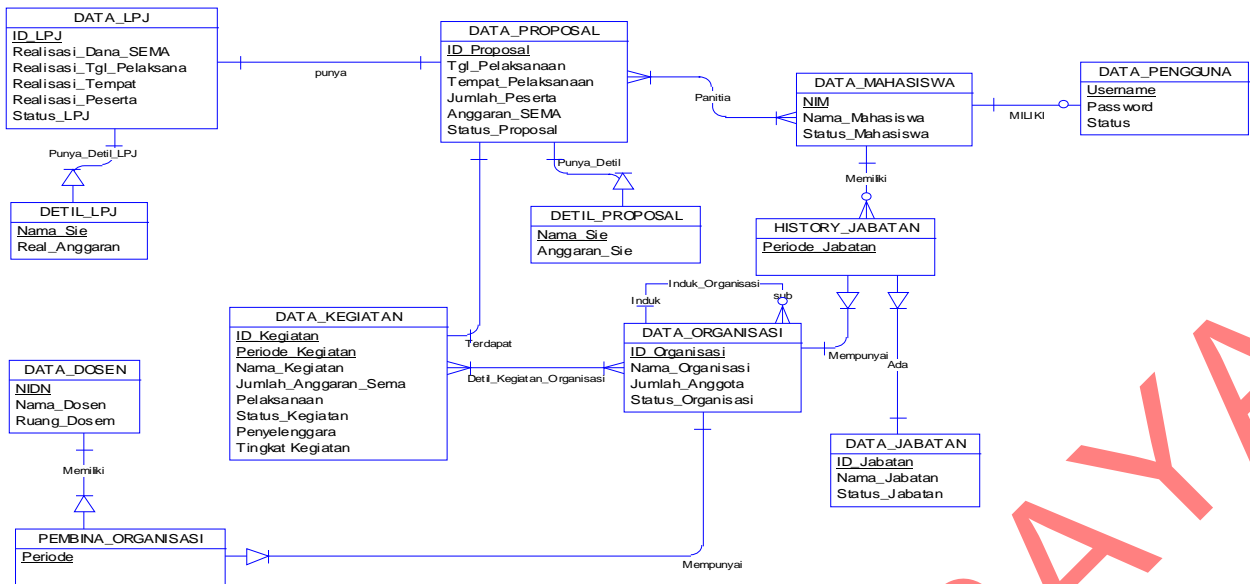 DATA_LPJ
ID_LPJ
Realisasi_Dana_SEMA
Realisasi_Tgl_Pelaksana
Realisasi_Tempat
Realisasi_Peserta
Status_LPJ
punya
DATA_PROPOSAL
ID_Proposal
Tgl_Pelaksanaan
Tempat_Pelaksanaan
Jumlah_Peserta
Anggaran_SEMA
Status_Proposal
Panitia
DATA_MAHASISWA
NIM
Nama_Mahasiswa
Status_Mahasiswa
MILIKI
DATA_PENGGUNA
Username
Password
Status
Punya_Detil_LPJ
DETIL_LPJ
Nama_Sie
Real_Anggaran
Punya_Detil
DETIL_PROPOSAL
Nama_Sie
Anggaran_Sie
Memiliki
HISTORY_JABATAN
Periode_Jabatan
Induk_Organisasi
Induk
sub
DATA_KEGIATAN
ID_Kegiatan
Periode_Kegiatan
Nama_Kegiatan
Jumlah_Anggaran_Sema
Pelaksanaan
Status_Kegiatan
Penyelenggara
Tingkat Kegiatan
Terdapat
Detil_Kegiatan_Organisasi
DATA_ORGANISASI
ID_Organisasi
Nama_Organisasi
Jumlah_Anggota
Status_Organisasi
Mempunyai
Ada
DATA_JABATAN
ID_Jabatan
Nama_Jabatan
Status_Jabatan
DATA_DOSEN
NIDN
Nama_Dosen
Ruang_Dosem
Memiliki
PEMBINA_ORGANISASI
Periode
Mempunyai
AYA